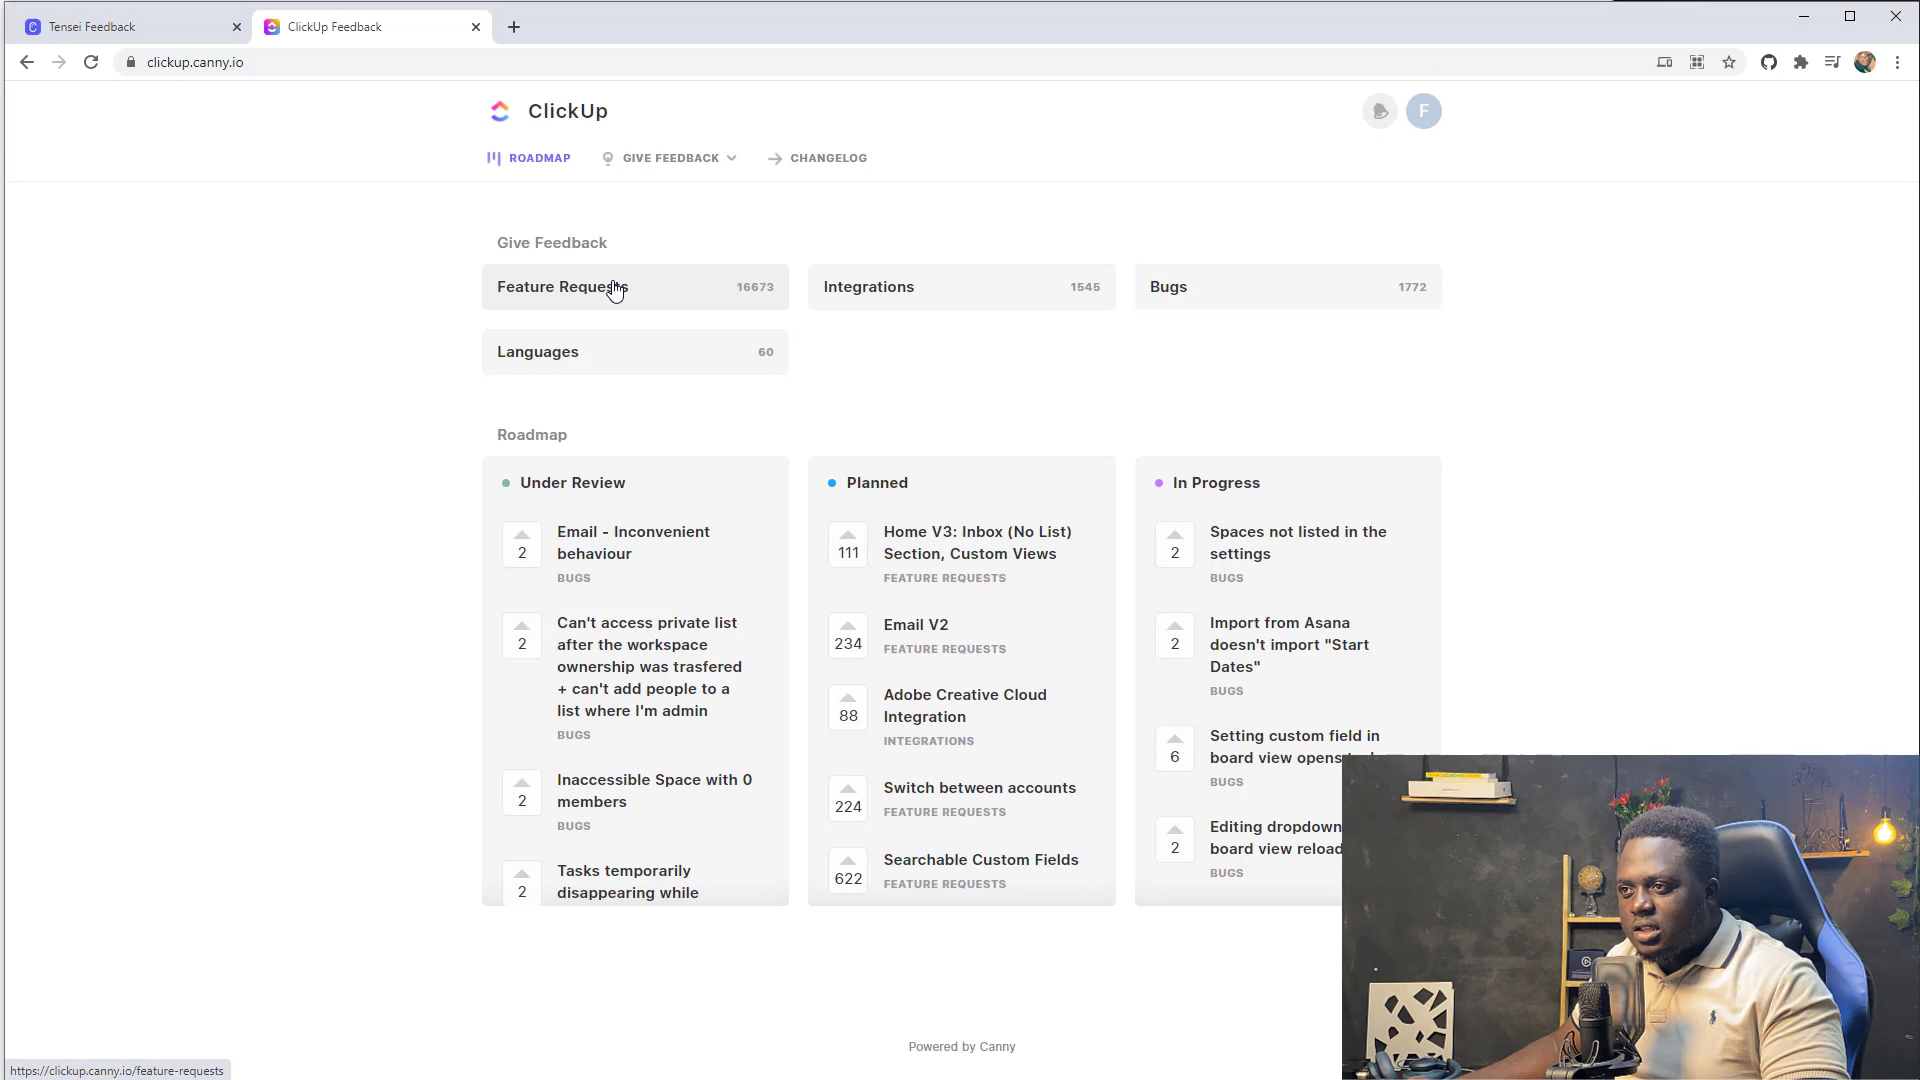 Tensei Feedback
ClickUp Feedback
clickup.canny.io
ClickUp
F
ROADMAP
GIVE FEEDBACK
CHANGELOG
Give Feedback
Feature Requests 16673
Integrations 1545
Bugs 1772
Languages 60
Roadmap
Under Review
2
Email - Inconvenient
behaviour
BUGS
2
Can't access private list
after the workspace
ownership was trasfered
+ can't add people to a
list where I'm admin
BUGS
2
Inaccessible Space with 0
members
BUGS
2
Tasks temporarily
disappearing while
Planned
111
Home V3: Inbox (No List)
Section, Custom Views
FEATURE REQUESTS
234
Email V2
FEATURE REQUESTS
88
Adobe Creative Cloud
Integration
INTEGRATIONS
224
Switch between accounts
FEATURE REQUESTS
622
Searchable Custom Fields
FEATURE REQUESTS
In Progress
2
Spaces not listed in the
settings
BUGS
2
Import from Asana
doesn't import "Start
Dates"
BUGS
6
Setting custom field in
board view opens
BUGS
2
Editing dropdown
board view reload
BUGS
Powered by Canny
https://clickup.canny.io/feature-requests